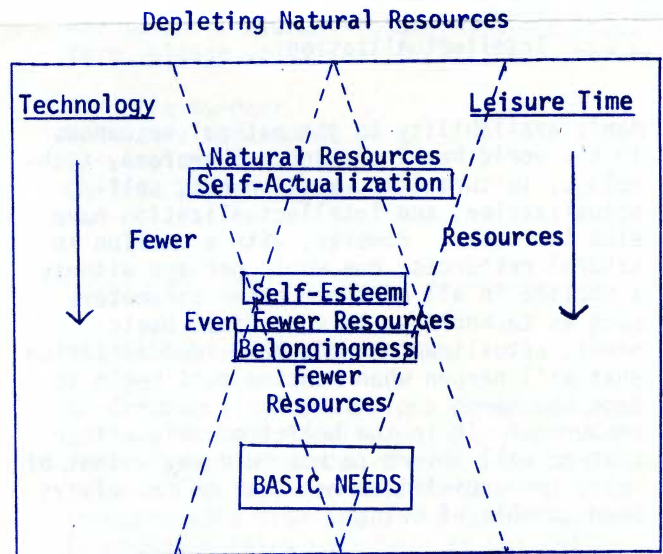 Depleting Natural Resources
Technology
Leisure Time
Natural Resources
Self-Actualization
Fewer
Resources
Self-Esteem
Even Fewer Resources
Belongingness
Fewer
Resources
BASIC NEEDS